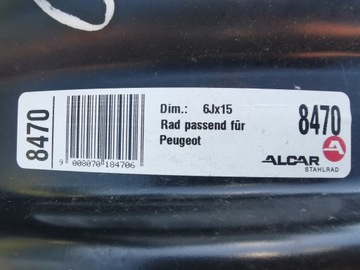 8470
9 008070 184706
Dim.: 6Jx15
Rad passend für
Peugeot
8470
ALCAR
STAHLRAD